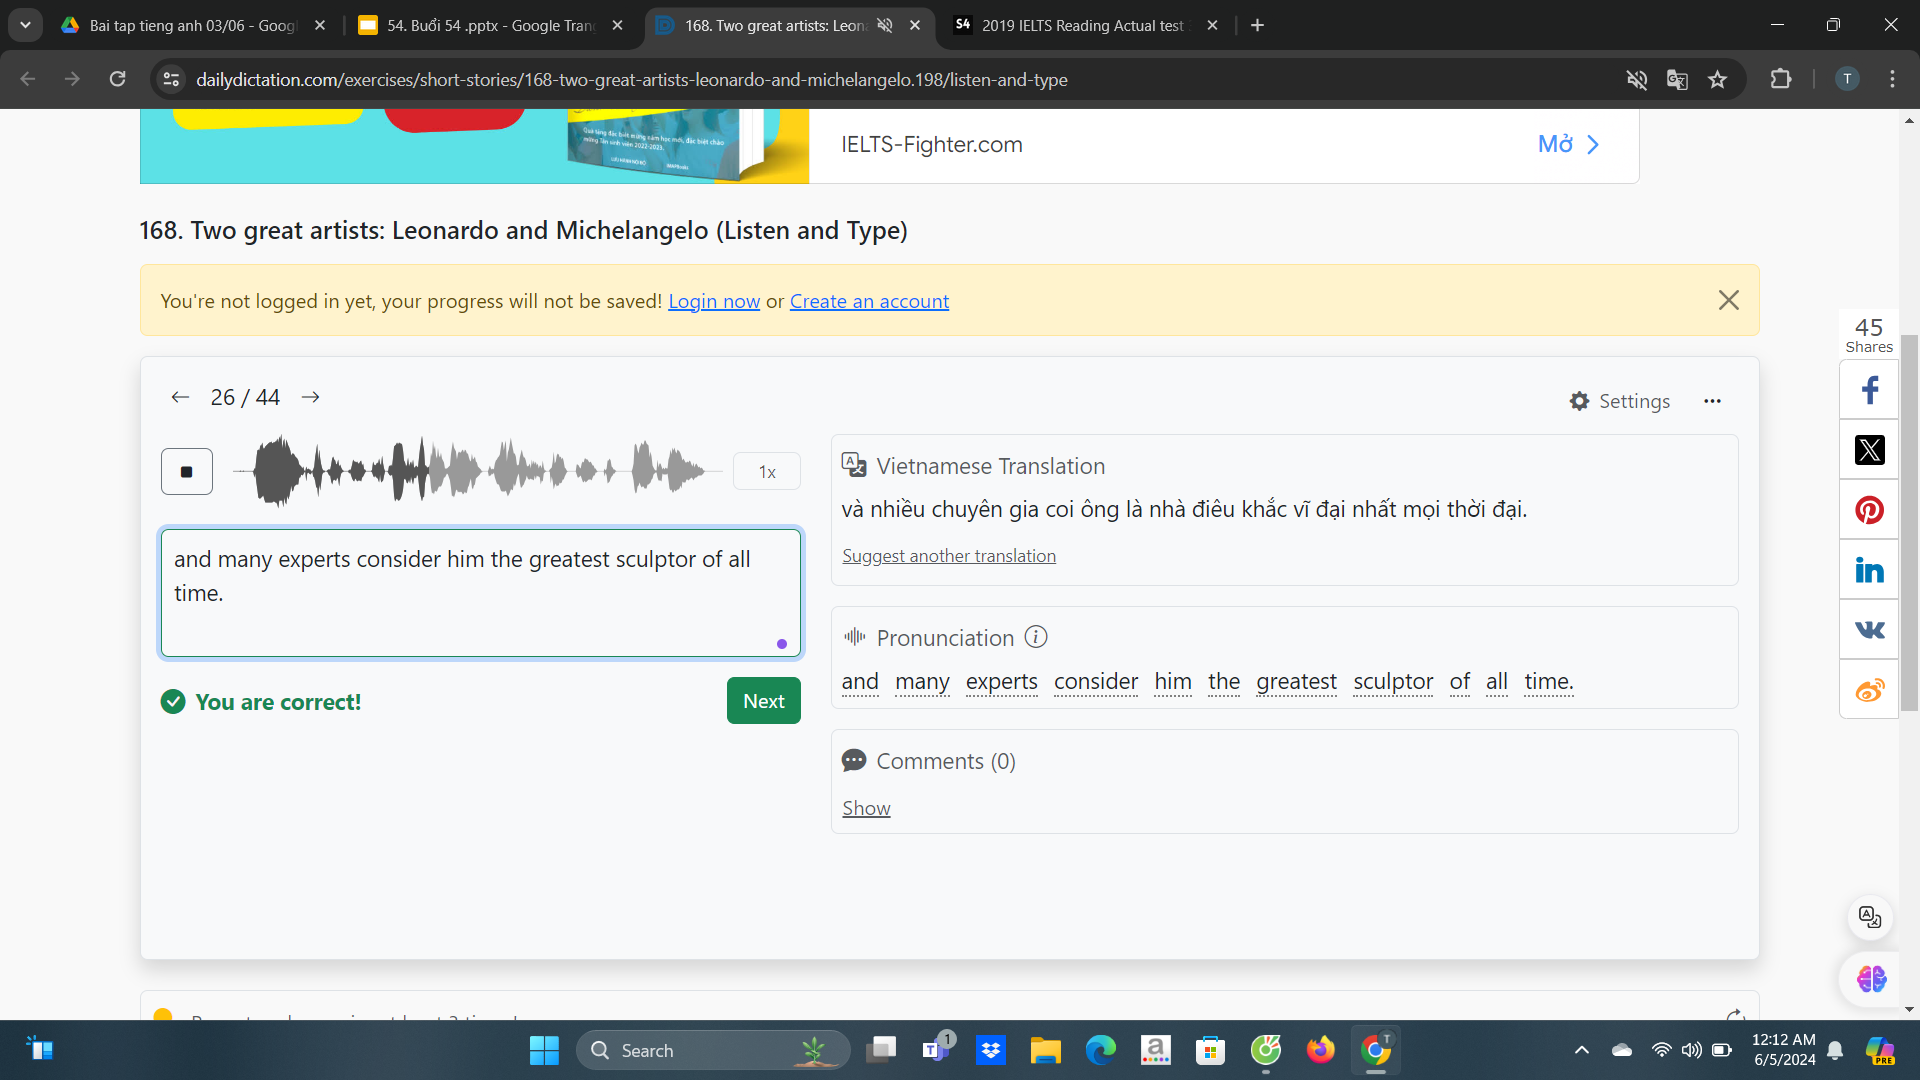 Bai tap tieng anh 03/06 - Googl
54. Buổi 54 .pptx - Google Tran
168. Two great artists: Leon
S4 2019 IELTS Reading Actual test
dailydictation.com/exercises/short-stories/168-two-great-artists-leonardo-and-michelangelo.198/listen-and-type
T
IELTS-Fighter.com
Mở
168. Two great artists: Leonardo and Michelangelo (Listen and Type)
You're not logged in yet, your progress will not be saved! Login now or Create an account
45
Shares
26 / 44
Settings
1x
Vietnamese Translation
và nhiều chuyên gia coi ông là nhà điêu khắc vĩ đại nhất mọi thời đại.
Suggest another translation
and many experts consider him the greatest sculptor of all
time.
Pronunciation
and many experts consider him the greatest sculptor of all time.
You are correct!
Next
Comments (0)
Show
Search
1
12:12 AM
6/5/2024
PRE